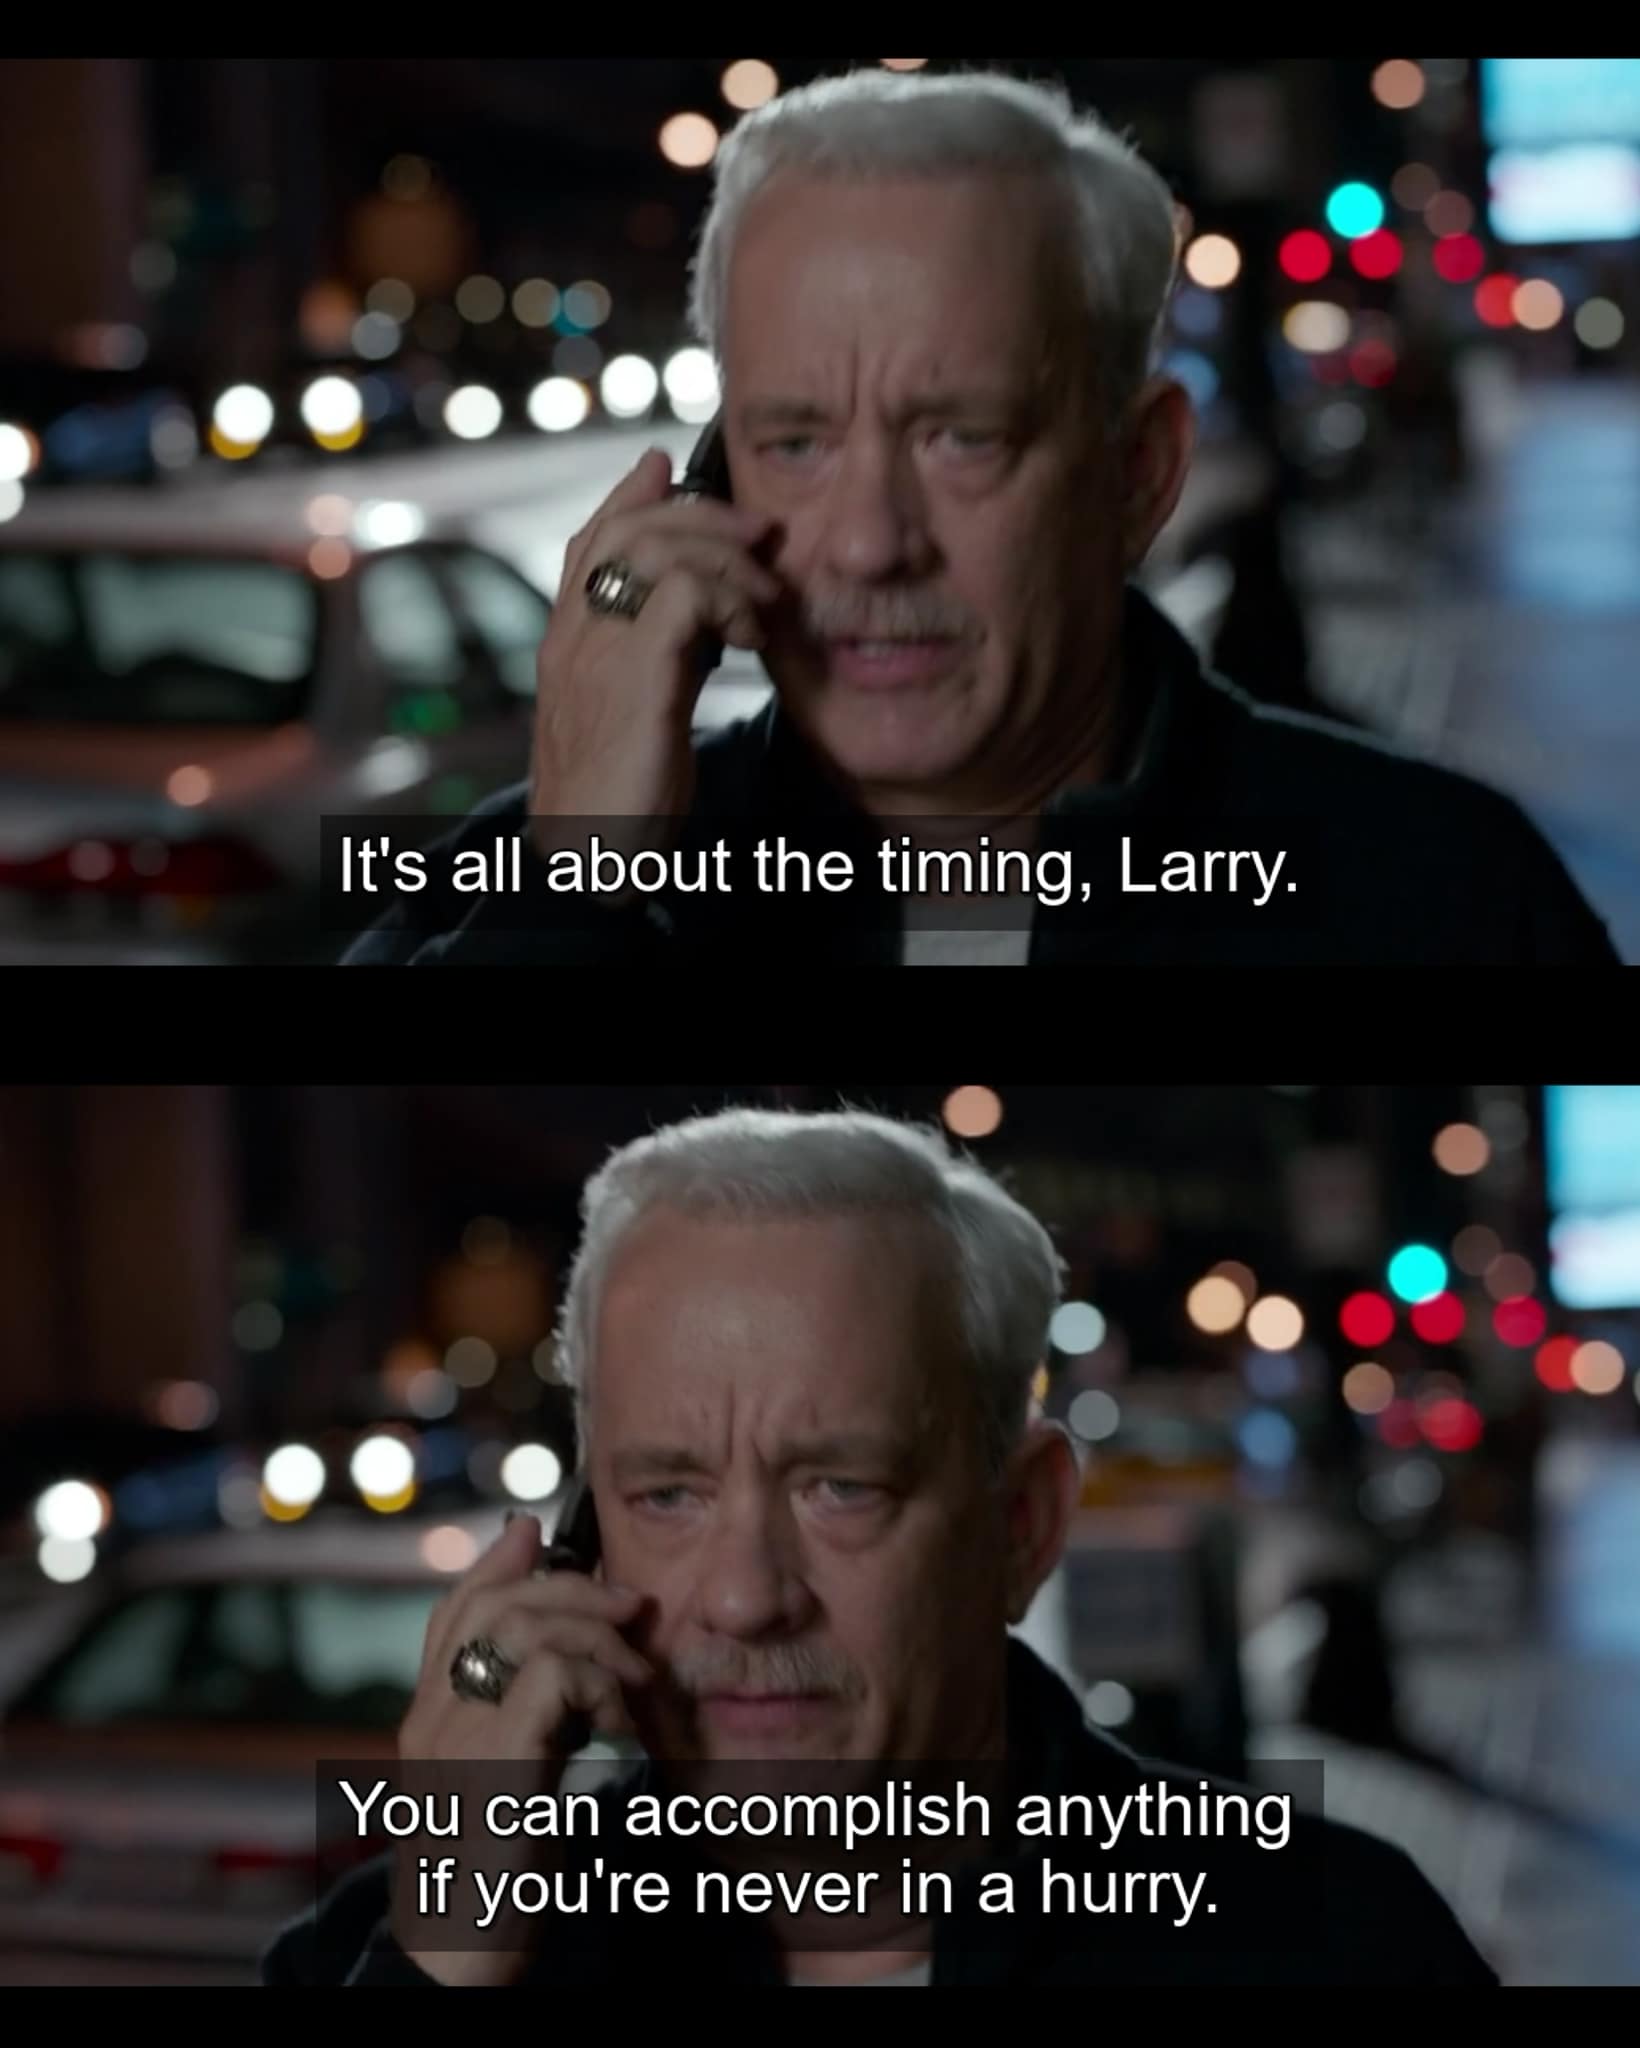 It's all about the timing, Larry.
You can accomplish anything
if you're never in a hurry.